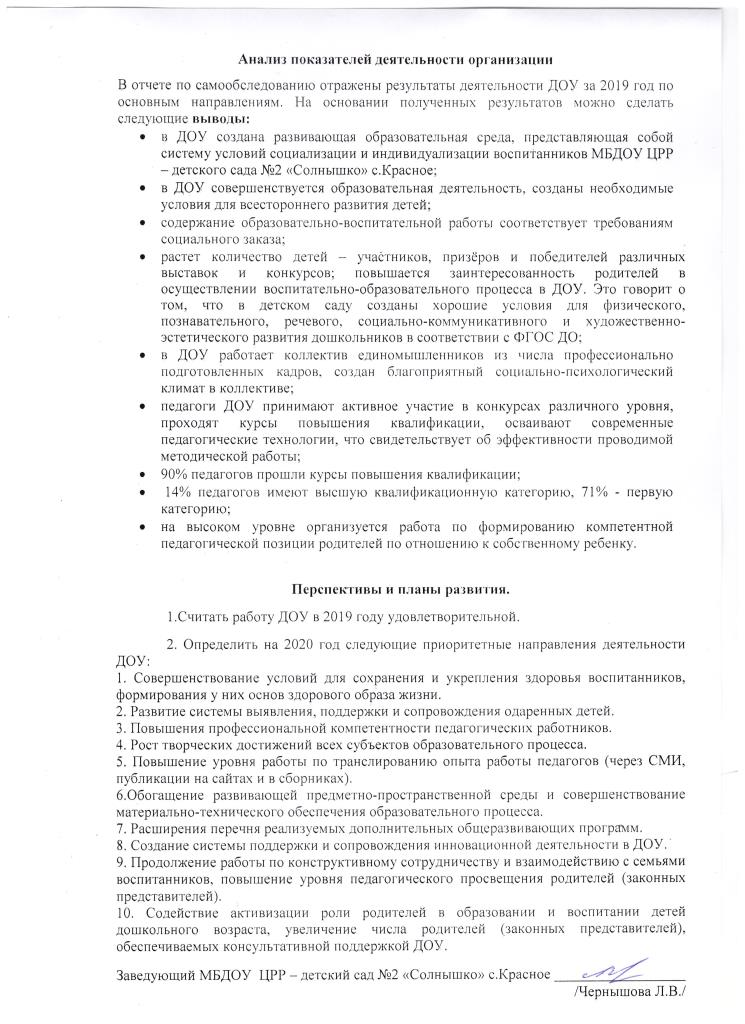 Анализ показателей деятельности организации
В отчете по самообследованию отражены результаты деятельности ДОУ за 2019 год по
основным направлениям. На основании полученных результатов можно сделать
следующие выводы:
• в ДОУ создана развивающая образовательная среда, представляющая собой
систему условий социализации и индивидуализации воспитанников МБДОУ ЦРР
– детского сада №2 «Солнышко» с.Красное;
• в ДОУ совершенствуется образовательная деятельность, созданы необходимые
условия для всестороннего развития детей;
• содержание образовательно-воспитательной работы соответствует требованиям
социального заказа;
• растет количество детей – участников, призёров и победителей различных
выставок и конкурсов; повышается заинтересованность родителей в
осуществлении воспитательно-образовательного процесса в ДОУ. Это говорит о
том, что в детском саду созданы хорошие условия для физического,
познавательного, речевого, социально-коммуникативного и художественно-
эстетического развития дошкольников в соответствии с ФГОС ДО;
• в ДОУ работает коллектив единомышленников из числа профессионально
подготовленных кадров, создан благоприятный социально-психологический
климат в коллективе;
• педагоги ДОУ принимают активное участие в конкурсах различного уровня,
проходят курсы повышения квалификации, осваивают современные
педагогические технологии, что свидетельствует об эффективности проводимой
методической работы;
• 90% педагогов прошли курсы повышения квалификации;
• 14% педагогов имеют высшую квалификационную категорию, 71% - первую
категорию;
• на высоком уровне организуется работа по формированию компетентной
педагогической позиции родителей по отношению к собственному ребенку.
Перспективы и планы развития.
1.Считать работу ДОУ в 2019 году удовлетворительной.
2. Определить на 2020 год следующие приоритетные направления деятельности
ДОУ:
1. Совершенствование условий для сохранения и укрепления здоровья воспитанников,
формирования у них основ здорового образа жизни.
2. Развитие системы выявления, поддержки и сопровождения одаренных детей.
3. Повышения профессиональной компетентности педагогических работников.
4. Рост творческих достижений всех субъектов образовательного процесса.
5. Повышение уровня работы по транслированию опыта работы педагогов (через СМИ,
публикации на сайтах и в сборниках).
6.Обогащение развивающей предметно-пространственной среды и совершенствование
материально-технического обеспечения образовательного процесса.
7. Расширения перечня реализуемых дополнительных общеразвивающих программ.
8. Создание системы поддержки и сопровождения инновационной деятельности в ДОУ.
9. Продолжение работы по конструктивному сотрудничеству и взаимодействию с семьями
воспитанников, повышение уровня педагогического просвещения родителей (законных
представителей).
10. Содействие активизации роли родителей в образовании и воспитании детей
дошкольного возраста, увеличение числа родителей (законных представителей),
обеспечиваемых консультативной поддержкой ДОУ.
Заведующий МБДОУ ЦРР – детский сад №2 «Солнышко» с.Красное
/Чернышова Л.В./